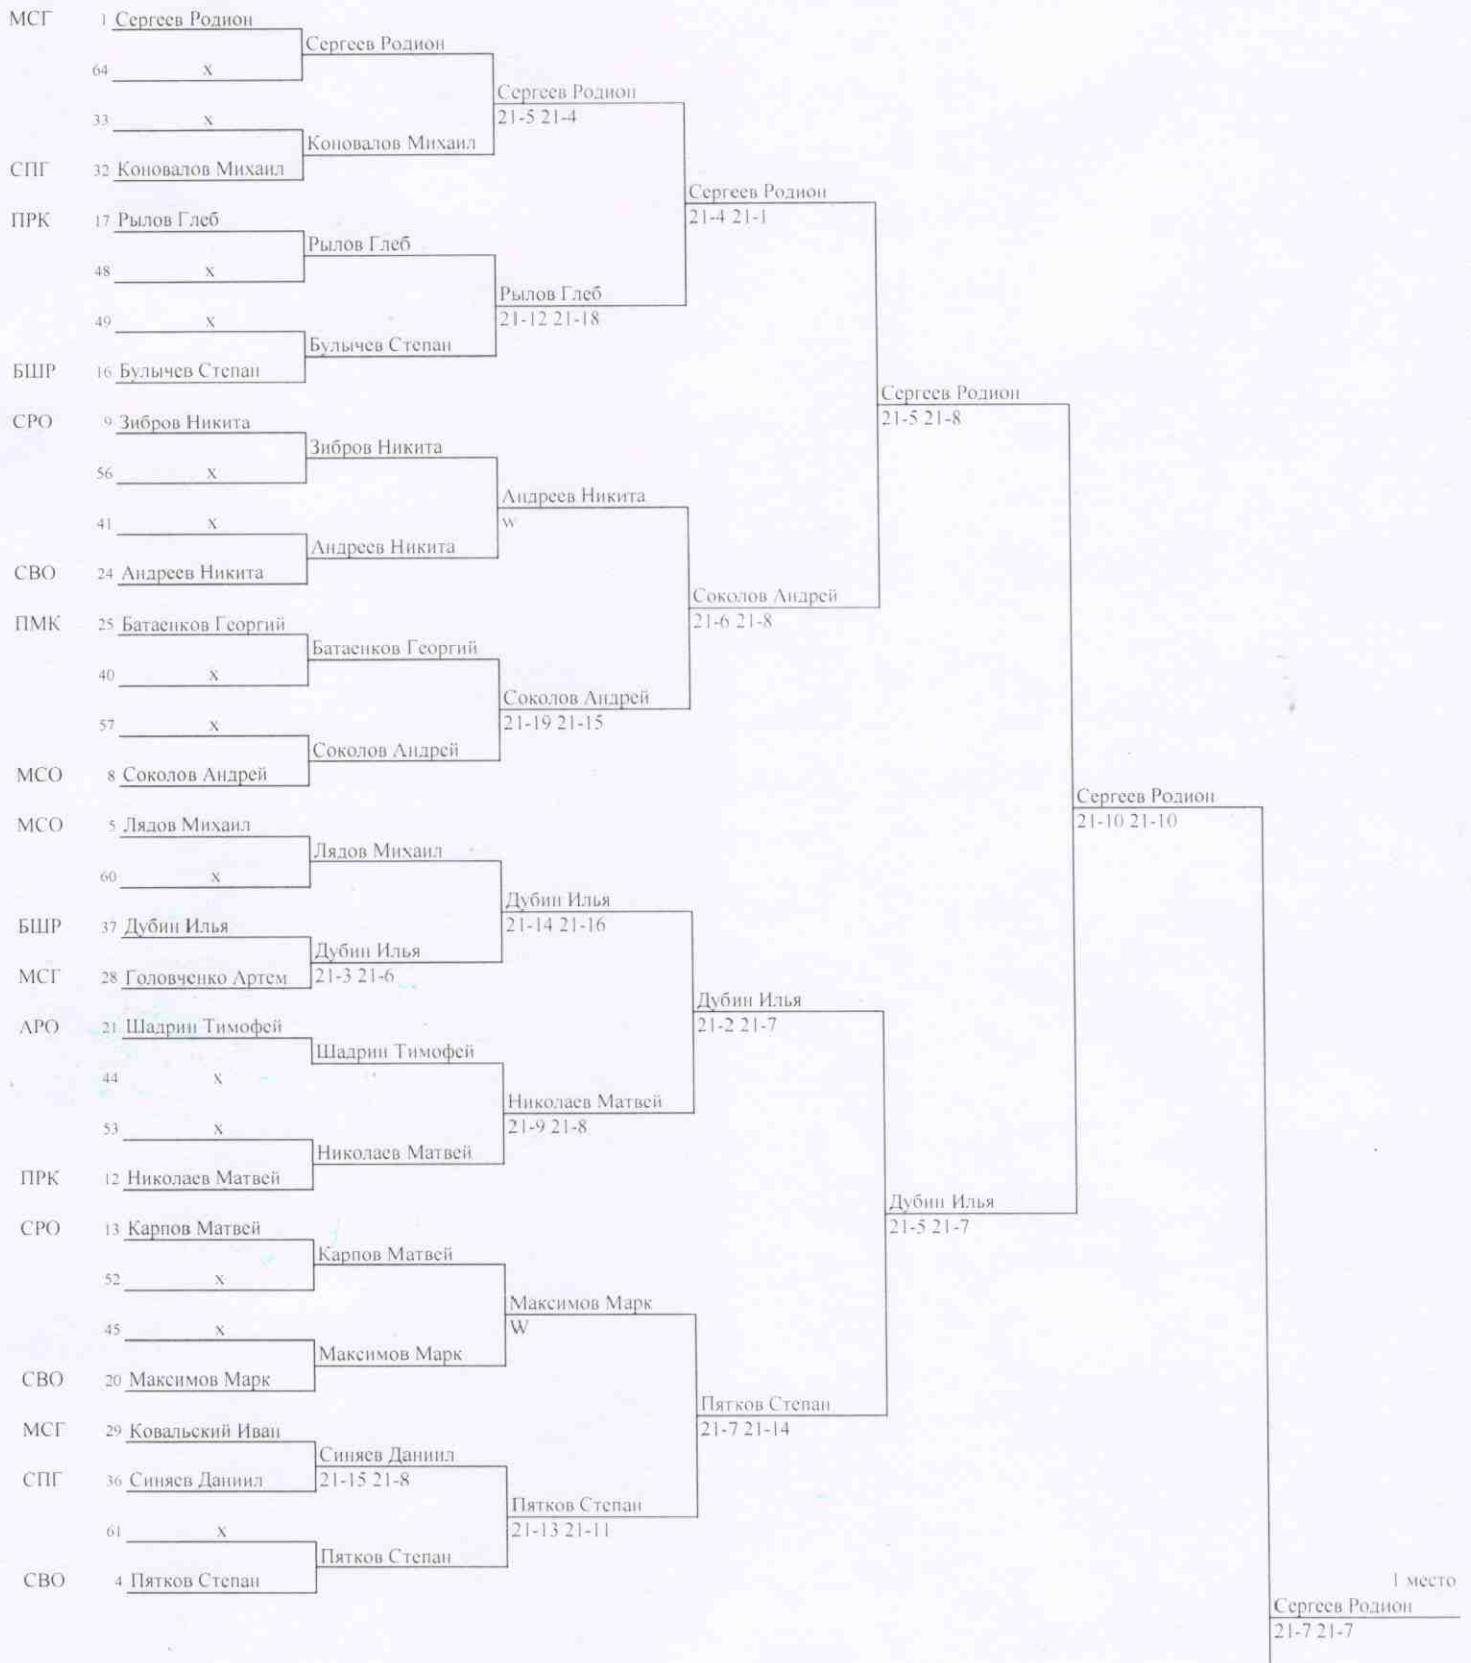 МСГ 1 Сергеев Родион
Сергеев Родион
64 X
Сергеев Родион
21-5 21-4
33 X
Коновалов Михаил
СПГ 32 Коновалов Михаил
Сергеев Родион
21-4 21-1
ПРК 17 Рылов Глеб
Рылов Глеб
48 X
Рылов Глеб
21-12 21-18
49 X
Булычев Степан
БШР 16 Булычев Степан
Сергеев Родион
21-5 21-8
СРО 9 Зибров Никита
Зибров Никита
56 X
Андреев Никита
w
41 X
Андреев Никита
СВО 24 Андреев Никита
Соколов Андрей
21-6 21-8
ПМК 25 Батаенков Георгий
Батаенков Георгий
40 X
Соколов Андрей
21-19 21-15
57 X
Соколов Андрей
МСО 8 Соколов Андрей
Сергеев Родион
21-10 21-10
МСО 5 Лядов Михаил
Лядов Михаил
60 X
Дубин Илья
21-14 21-16
БШР 37 Дубин Илья
Дубин Илья
21-3 21-6
МСГ 28 Головченко Артем
Дубин Илья
21-2 21-7
АРО 21 Шадрин Тимофей
Шадрин Тимофей
44 X
Николаев Матвей
21-9 21-8
53 X
Николаев Матвей
ПРК 12 Николаев Матвей
Дубин Илья
21-5 21-7
СРО 13 Карпов Матвей
Карпов Матвей
52 X
Максимов Марк
W
45 X
Максимов Марк
СВО 20 Максимов Марк
Пятков Степан
21-7 21-14
МСГ 29 Ковальский Иван
Синяев Даниил
21-15 21-8
СПГ 36 Синяев Даниил
Пятков Степан
21-13 21-11
61 X
Пятков Степан
СВО 4 Пятков Степан
1 место
Сергеев Родион
21-7 21-7